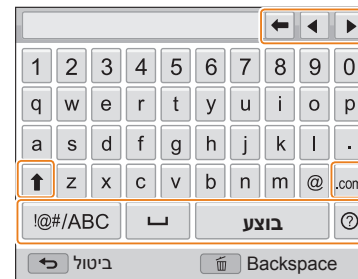 1 2 3 4 5 6 7 8 9 0
q w e r t y u i o p
a s d f g h j k l .
z x c v b n m @ .com
!@#/ABC בוצע ?
ביטול Backspace